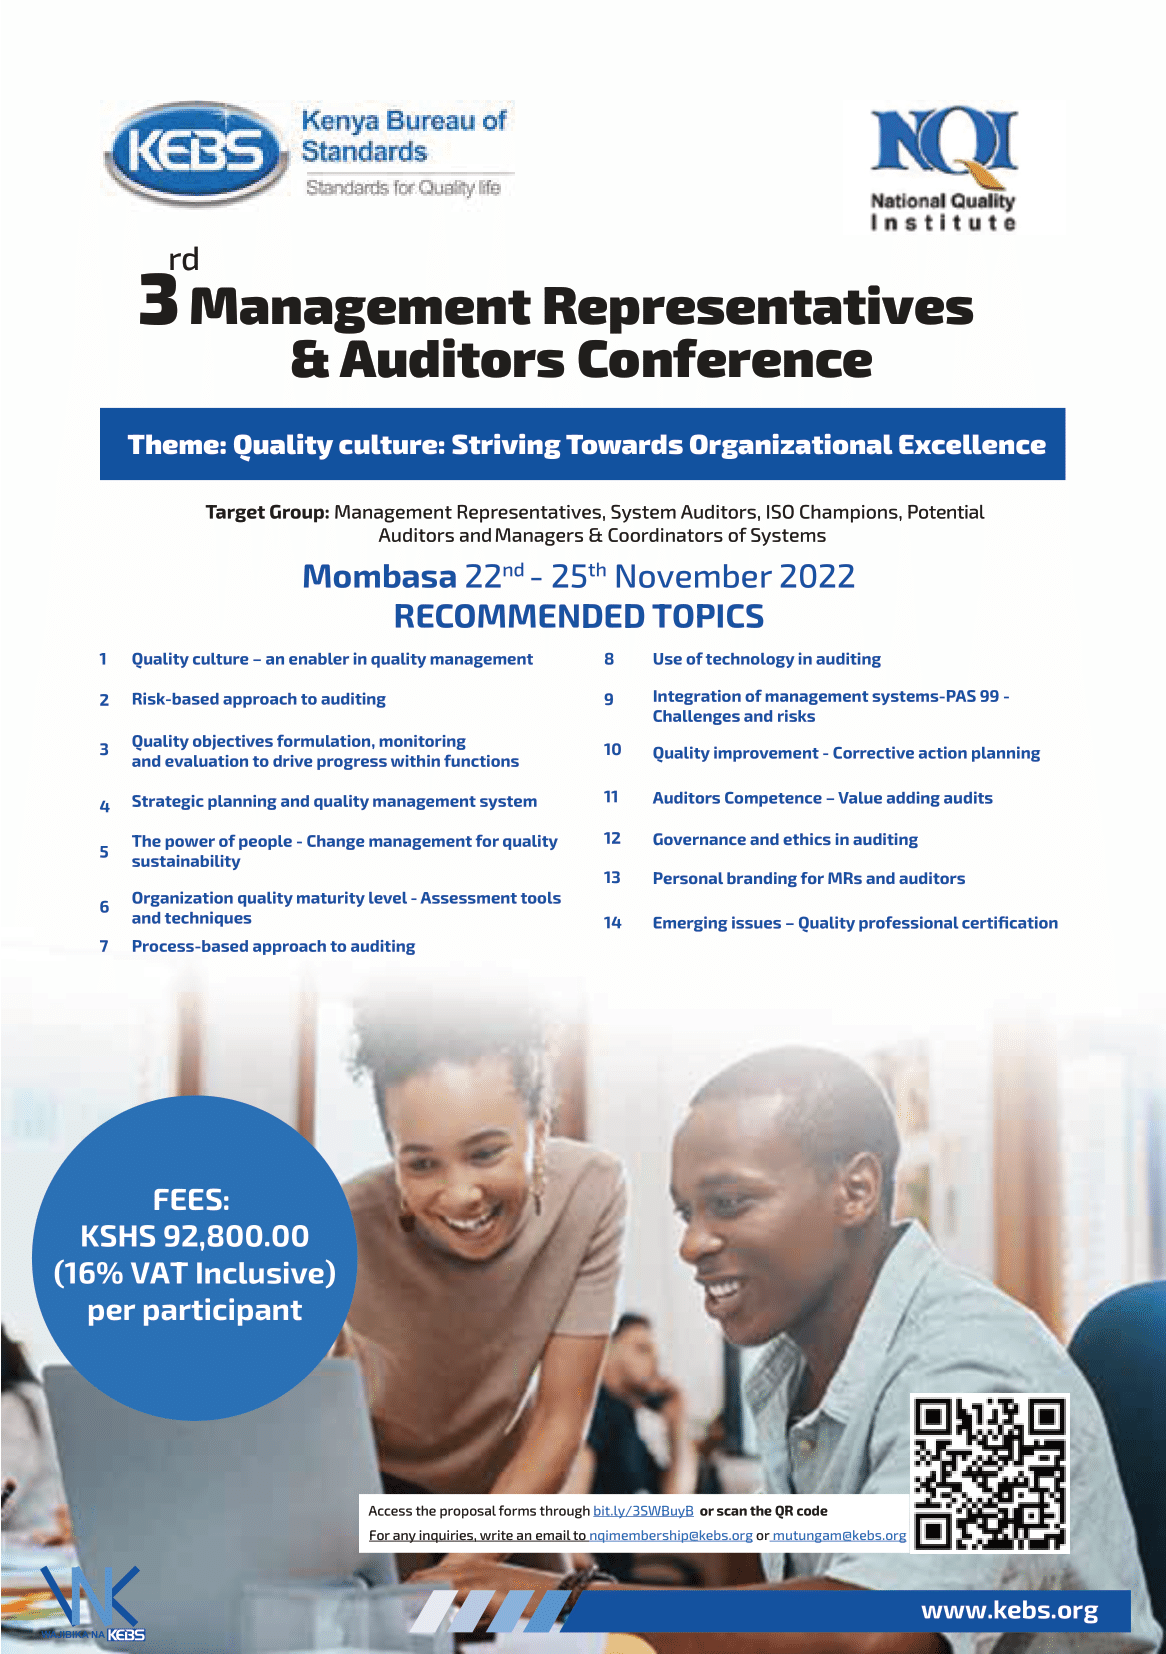 KEBS
Kenya Bureau of
Standards
Standards for Quality life
NQI
National Quality
Institute
3rd Management Representatives
& Auditors Conference
Theme: Quality culture: Striving Towards Organizational Excellence
Target Group: Management Representatives, System Auditors, ISO Champions, Potential
Auditors and Managers & Coordinators of Systems
Mombasa 22nd - 25th November 2022
RECOMMENDED TOPICS
1 Quality culture – an enabler in quality management
2 Risk-based approach to auditing
3 Quality objectives formulation, monitoring
and evaluation to drive progress within functions
4 Strategic planning and quality management system
5 The power of people - Change management for quality
sustainability
6 Organization quality maturity level - Assessment tools
and techniques
7 Process-based approach to auditing
8 Use of technology in auditing
9 Integration of management systems-PAS 99 -
Challenges and risks
10 Quality improvement - Corrective action planning
11 Auditors Competence – Value adding audits
12 Governance and ethics in auditing
13 Personal branding for MRs and auditors
14 Emerging issues – Quality professional certification
FEES:
KSHS 92,800.00
(16% VAT Inclusive)
per participant
Access the proposal forms through bit.ly/3SWBuyB or scan the QR code
For any inquiries, write an email to nqimembership@kebs.org or mutungam@kebs.org
WNK
WAJIBIKA NA KEBS
www.kebs.org